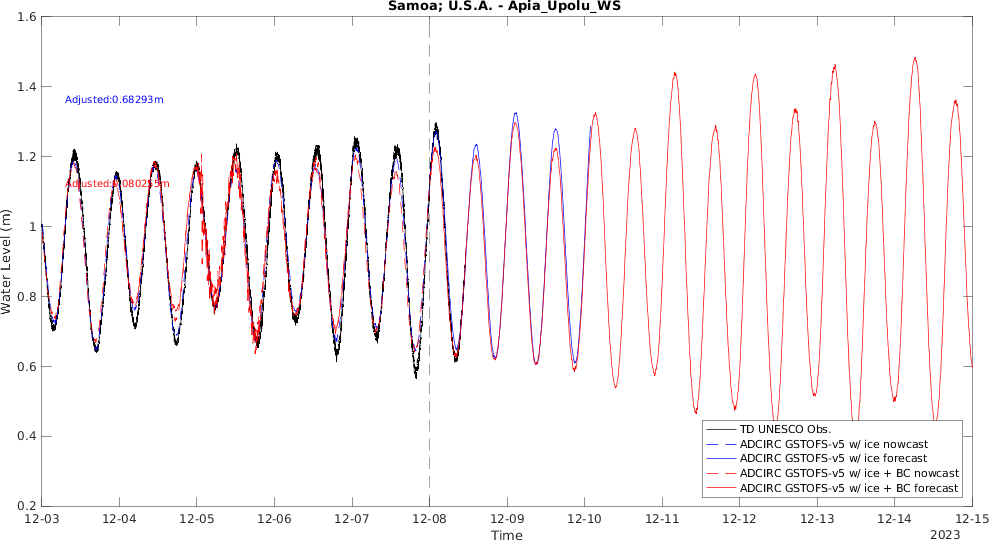 Samoa; U.S.A. - Apia_Upolu_WS
1.6
1.4
1.2
1
0.8
0.6
0.4
0.2
Water Level (m)
Adjusted:0.68293m
TD UNESCO Obs.
ADCIRC GSTOFS-v5 w/ ice nowcast
ADCIRC GSTOFS-v5 w/ ice forecast
ADCIRC GSTOFS-v5 w/ ice + BC nowcast
ADCIRC GSTOFS-v5 w/ ice + BC forecast
12-03 12-04 12-05 12-06 12-07 12-08 12-09 12-10 12-11 12-12 12-13 12-14 12-15
Time
2023